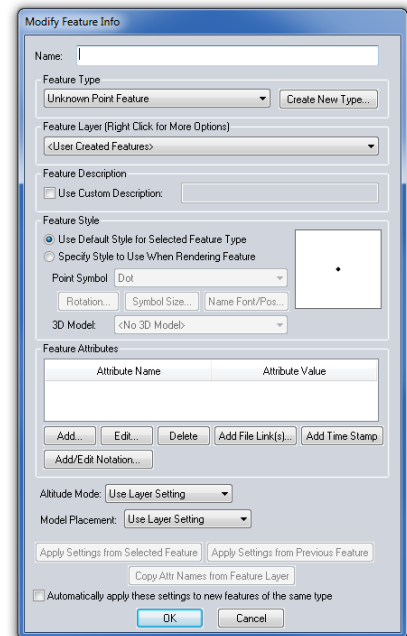 Modify Feature Info
Name:
Feature Type
Unknown Point Feature
Create New Type...
Feature Layer (Right Click for More Options)
<User Created Features>
Feature Description
Use Custom Description:
Feature Style
Use Default Style for Selected Feature Type
Specify Style to Use When Rendering Feature
Point Symbol Dot
Rotation... Symbol Size... Name Font/Pos...
3D Model: <No 3D Model>
Feature Attributes
Attribute Name Attribute Value
Add... Edit... Delete Add File Link(s)... Add Time Stamp
Add/Edit Notation...
Altitude Mode: Use Layer Setting
Model Placement: Use Layer Setting
Apply Settings from Selected Feature Apply Settings from Previous Feature
Copy Attr Names from Feature Layer
Automatically apply these settings to new features of the same type
OK Cancel